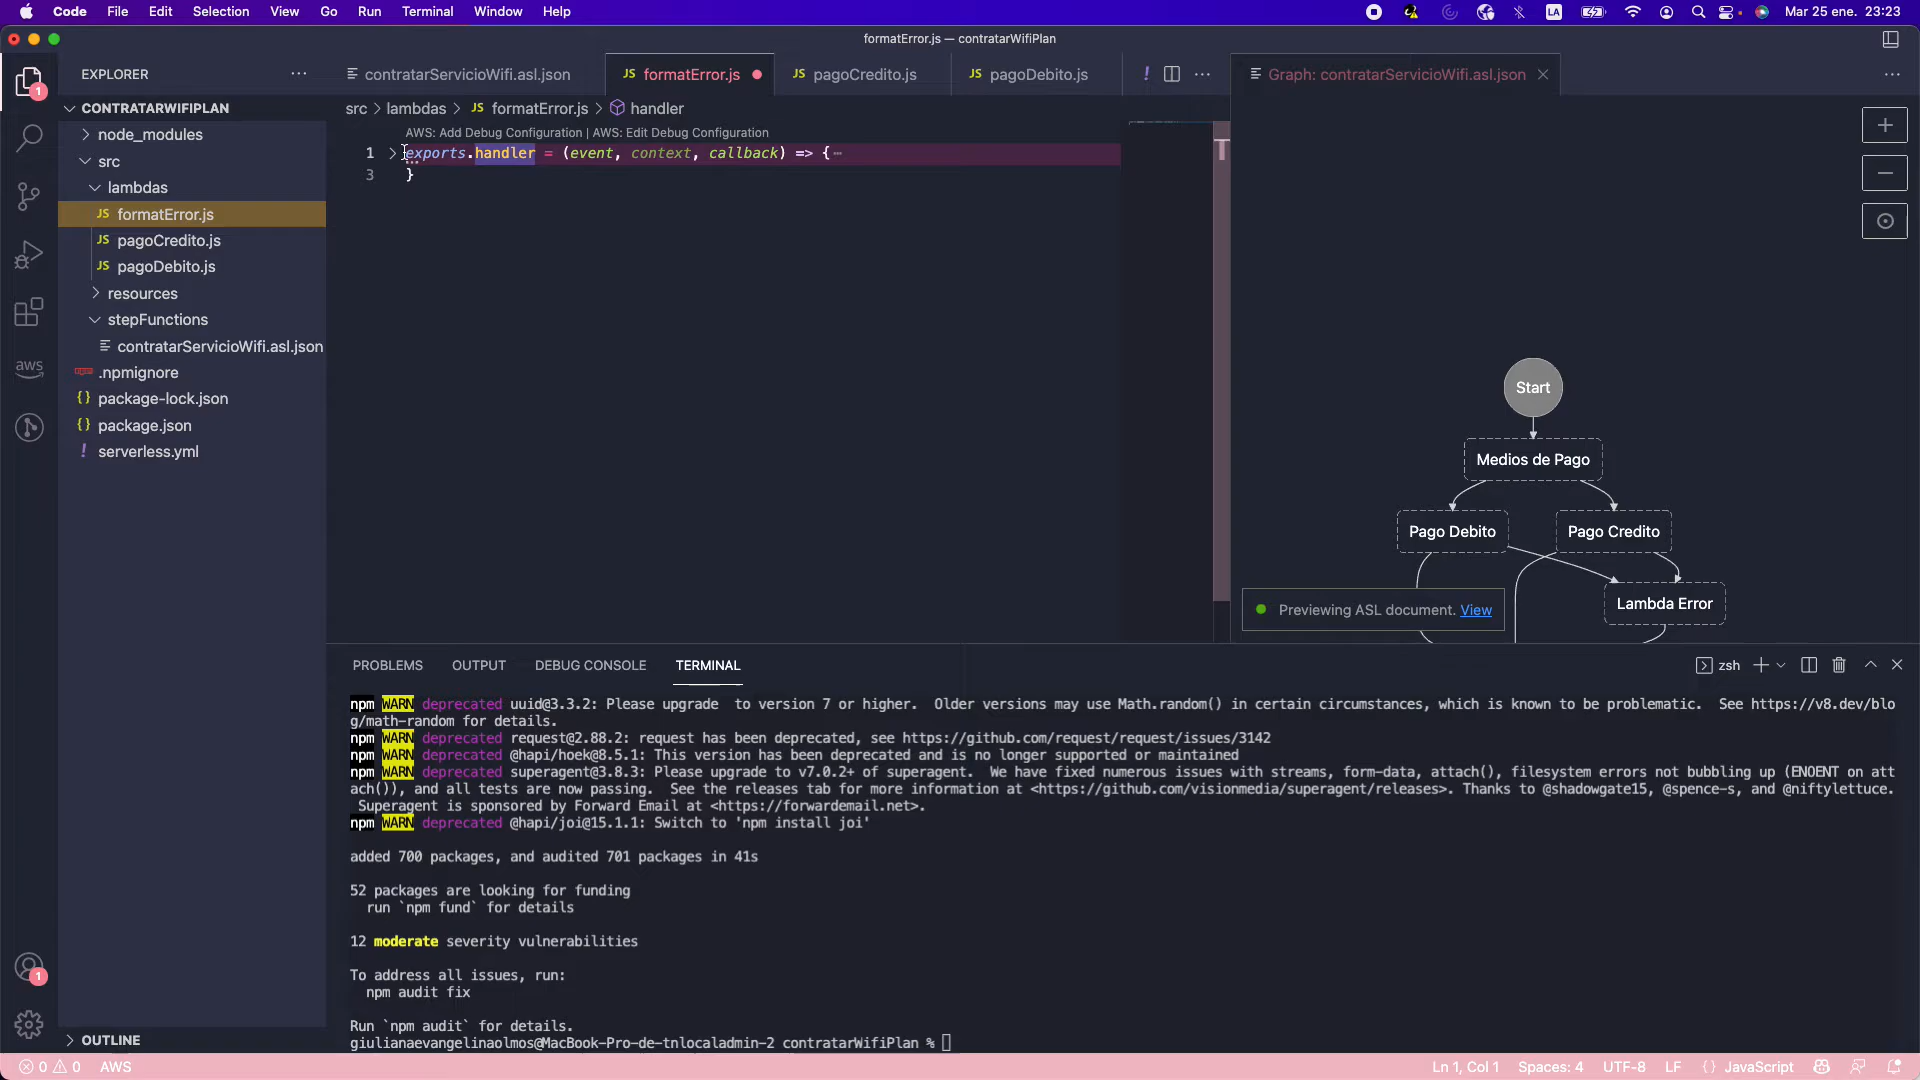 Code File Edit Selection View Go Run Terminal Window Help
LA
Mar 25 ene. 23:23
formatError.js — contratarWifiPlan
EXPLORER
contratarServicioWifi.asl.json
JS formatError.js
JS pagoCredito.js
JS pagoDebito.js
!
Graph: contratarServicioWifi.asl.json
1
CONTRATARWIFIPLAN
node_modules
src
lambdas
JS formatError.js
JS pagoCredito.js
JS pagoDebito.js
resources
stepFunctions
contratarServicioWifi.asl.json
.npmignore
{} package-lock.json
{} package.json
! serverless.yml
aws
1
OUTLINE
src > lambdas > JS formatError.js > handler
AWS: Add Debug Configuration | AWS: Edit Debug Configuration
1 exports.handler = (event, context, callback) => {
3 }
Start
Medios de Pago
Pago Debito
Pago Credito
Lambda Error
Previewing ASL document. View
PROBLEMS OUTPUT DEBUG CONSOLE TERMINAL
zsh
npm WARN deprecated uuid@3.3.2: Please upgrade  to version 7 or higher.  Older versions may use Math.random() in certain circumstances, which is known to be problematic.  See https://v8.dev/blo
g/math-random for details.
npm WARN deprecated request@2.88.2: request has been deprecated, see https://github.com/request/request/issues/3142
npm WARN deprecated @hapi/hoek@8.5.1: This version has been deprecated and is no longer supported or maintained
npm WARN deprecated superagent@3.8.3: Please upgrade to v7.0.2+ of superagent.  We have fixed numerous issues with streams, form-data, attach(), filesystem errors not bubbling up (ENOENT on att
ach()), and all tests are now passing.  See the releases tab for more information at <https://github.com/visionmedia/superagent/releases>. Thanks to @shadowgate15, @spence-s, and @niftylettuce.
Superagent is sponsored by Forward Email at <https://forwardemail.net>.
npm WARN deprecated @hapi/joi@15.1.1: Switch to 'npm install joi'
added 700 packages, and audited 701 packages in 41s
52 packages are looking for funding
run `npm fund` for details
12 moderate severity vulnerabilities
To address all issues, run:
npm audit fix
Run `npm audit` for details.
giulianaevangelinaolmos@MacBook-Pro-de-tnlocaladmin-2 contratarWifiPlan %
0 0 AWS
Ln 1, Col 1 Spaces: 4 UTF-8 LF {} JavaScript